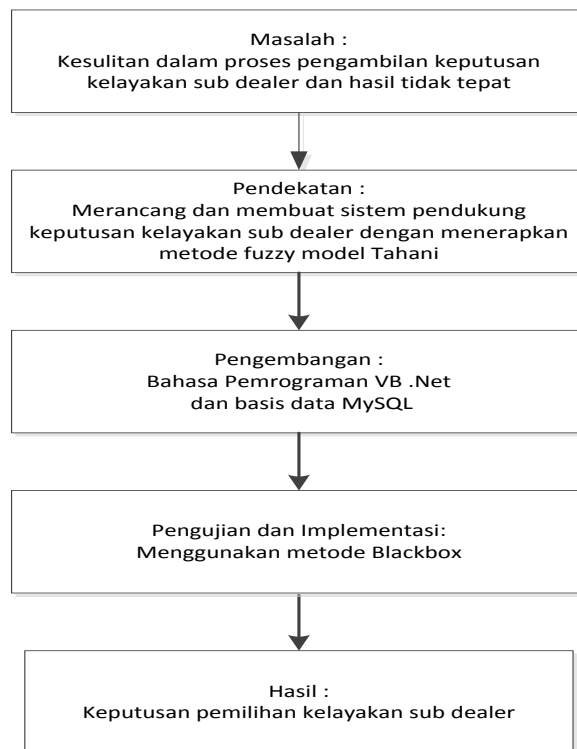 Masalah :
Kesulitan dalam proses pengambilan keputusan
kelayakan sub dealer dan hasil tidak tepat
Pendekatan :
Merancang dan membuat sistem pendukung
keputusan kelayakan sub dealer dengan menerapkan
metode fuzzy model Tahani
Pengembangan :
Bahasa Pemrograman VB .Net
dan basis data MySQL
Pengujian dan Implementasi:
Menggunakan metode Blackbox
Hasil :
Keputusan pemilihan kelayakan sub dealer